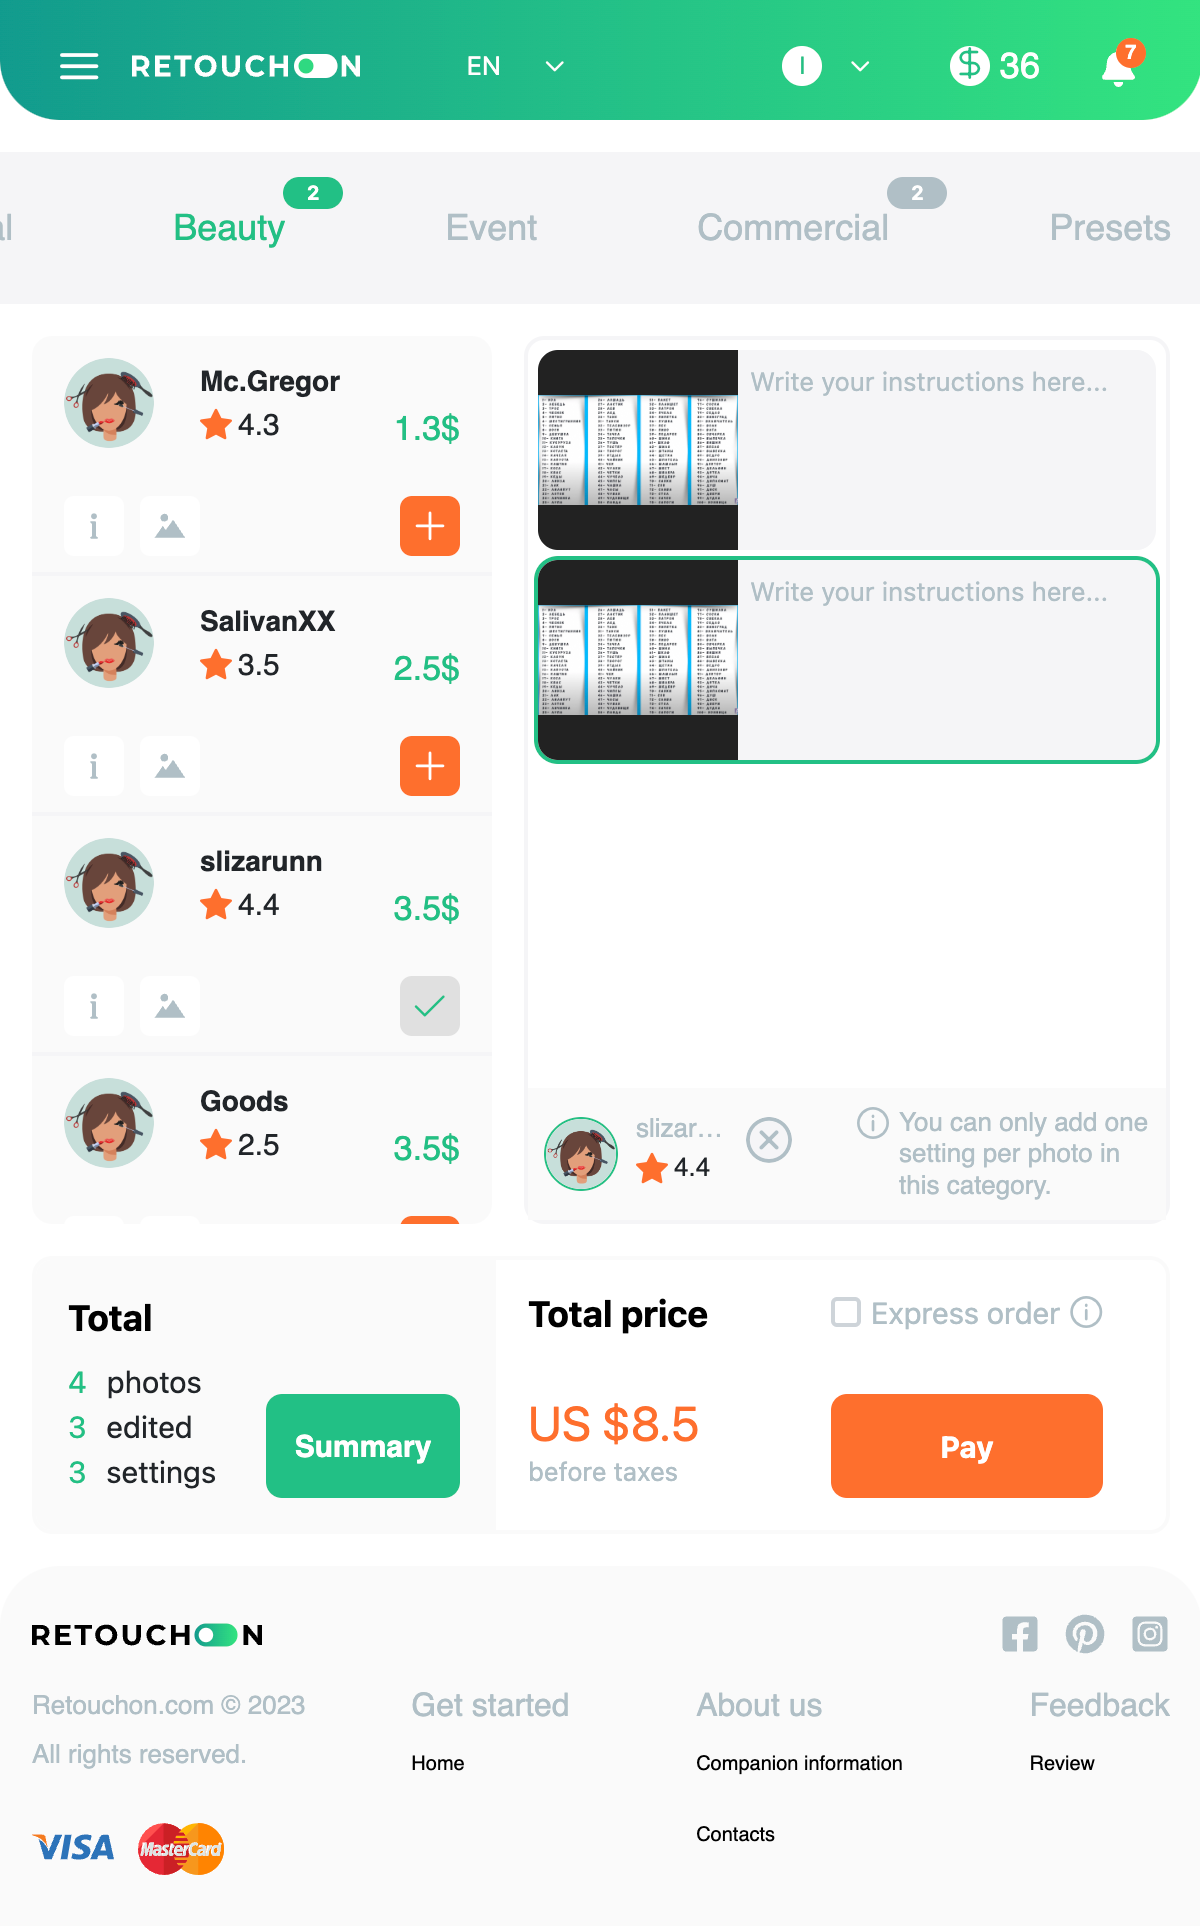 RETOUCHON
EN
I
$ 36
7
al
Beauty
2
Event
Commercial
2
Presets
Mc.Gregor
4.3
1.3$
SalivanXX
3.5
2.5$
slizarunn
4.4
3.5$
Goods
2.5
3.5$
Write your instructions here...
Write your instructions here...
slizar...
4.4
You can only add one
setting per photo in
this category.
Total
4 photos
3 edited
3 settings
Summary
Total price
Express order
US $8.5
before taxes
Pay
RETOUCHON
Retouchon.com © 2023
All rights reserved.
VISA
MasterCard
Get started
Home
About us
Companion information
Contacts
Feedback
Review